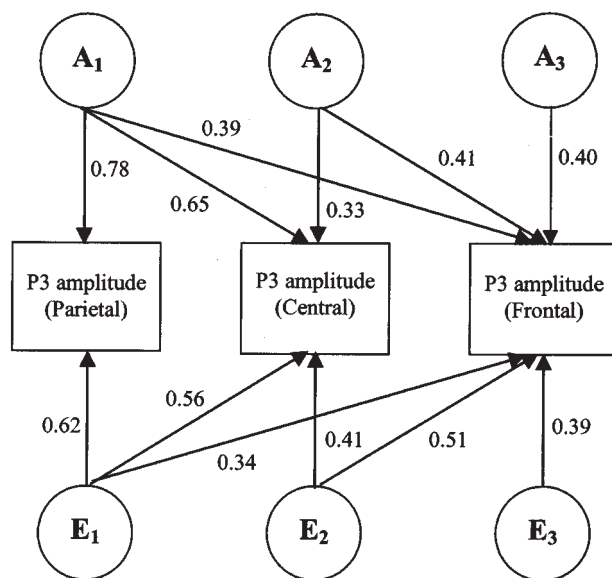 A1
A2
A3
0.39
0.41
0.40
0.78
0.65
0.33
P3 amplitude
(Parietal)
P3 amplitude
(Central)
P3 amplitude
(Frontal)
0.56
0.62
0.34
0.41
0.51
0.39
E1
E2
E3